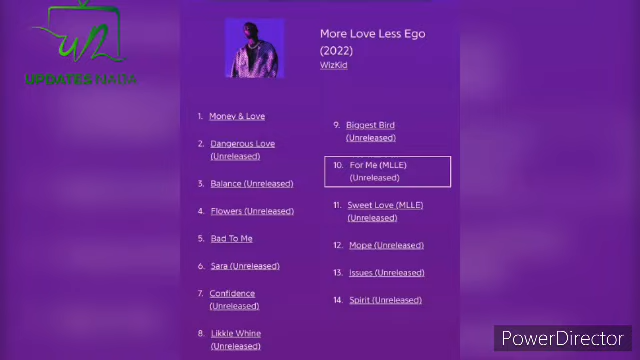 UPDATES NAIJA
More Love Less Ego
(2022)
WizKid
1. Money & Love
2. Dangerous Love
(Unreleased)
3. Balance (Unreleased)
4. Flowers (Unreleased)
5. Bad To Me
6. Sara (Unreleased)
7. Confidence
(Unreleased)
8. Likkle Whine
(Unreleased)
9. Biggest Bird
(Unreleased)
10. For Me (MLLE)
(Unreleased)
11. Sweet Love (MLLE)
(Unreleased)
12. Mope (Unreleased)
13. Issues (Unreleased)
14. Spirit (Unreleased)
PowerDirector